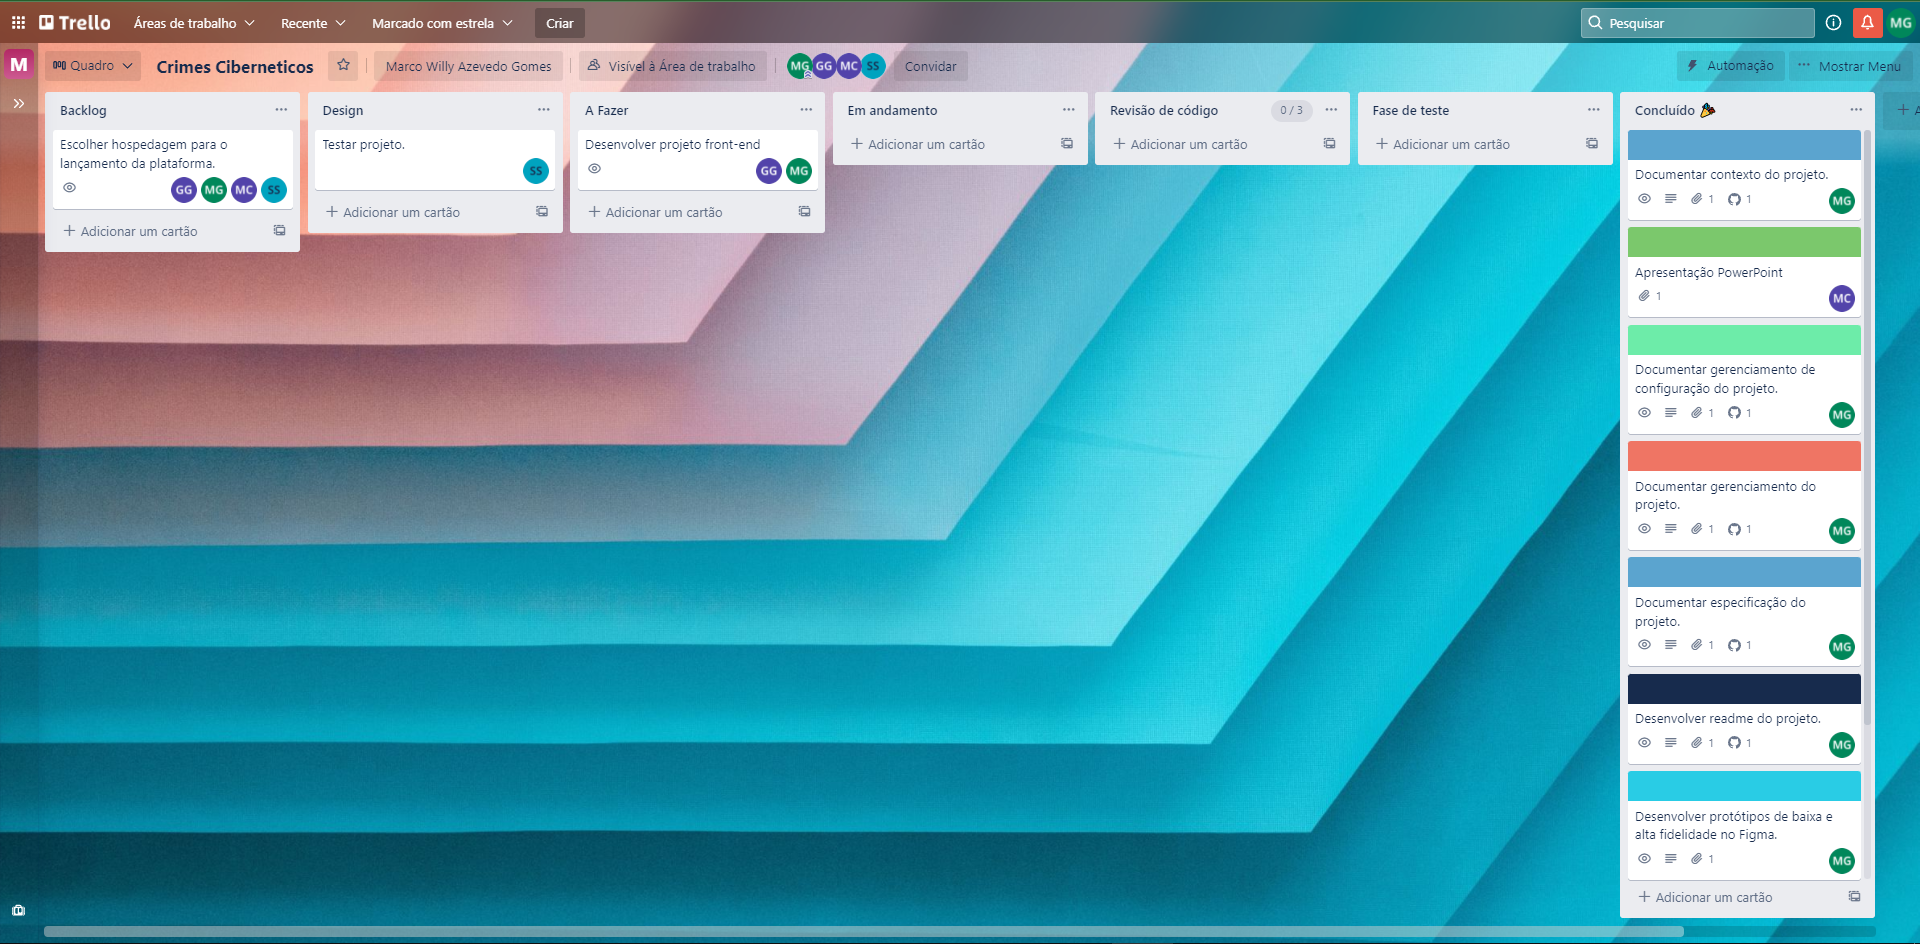 Trello
Áreas de trabalho
Recente
Marcado com estrela
Criar
Pesquisar
MG
M
Quadro
Crimes Ciberneticos
Marco Willy Azevedo Gomes
Visível à Área de trabalho
MG GG MC SS
Convidar
Automação
Mostrar Menu
Backlog
Escolher hospedagem para o
lançamento da plataforma.
GG MG MC SS
Adicionar um cartão
Design
Testar projeto.
SS
Adicionar um cartão
A Fazer
Desenvolver projeto front-end
GG MG
Adicionar um cartão
Em andamento
Adicionar um cartão
Revisão de código
0 / 3
Adicionar um cartão
Fase de teste
Adicionar um cartão
Concluído
Documentar contexto do projeto.
1 1 MG
Apresentação PowerPoint
1 MC
Documentar gerenciamento de
configuração do projeto.
1 1 MG
Documentar gerenciamento do
projeto.
1 1 MG
Documentar especificação do
projeto.
1 1 MG
Desenvolver readme do projeto.
1 1 MG
Desenvolver protótipos de baixa e
alta fidelidade no Figma.
1 MG
Adicionar um cartão